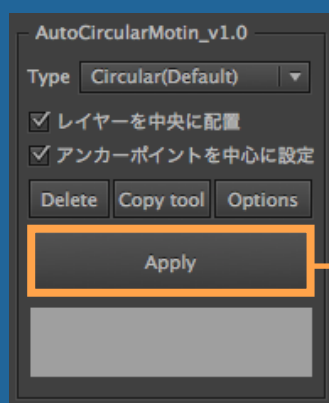 AutoCircularMotin_v1.0
Type Circular(Default)
レイヤーを中央に配置
アンカーポイントを中心に設定
Delete Copy tool Options
Apply